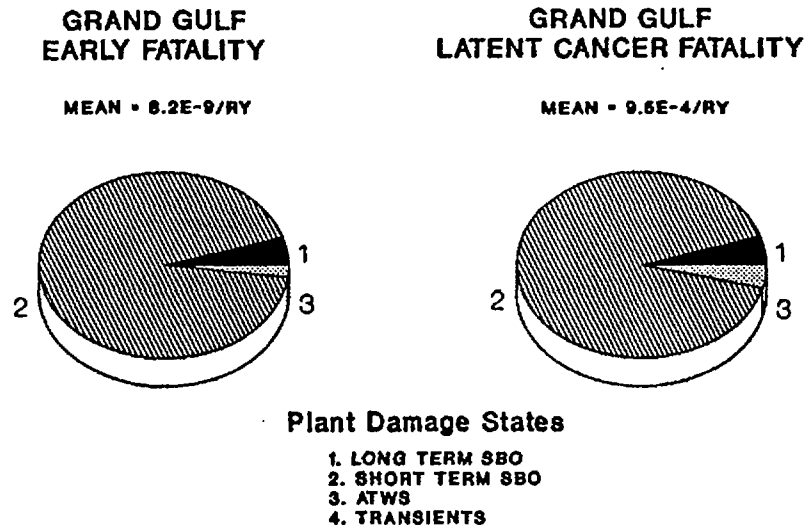 GRAND GULF
EARLY FATALITY
MEAN = 8.2E-9/RY
1
2
3
GRAND GULF
LATENT CANCER FATALITY
MEAN = 9.5E-4/RY
1
2
3
Plant Damage States
1. LONG TERM SBO
2. SHORT TERM SBO
3. ATWS
4. TRANSIENTS